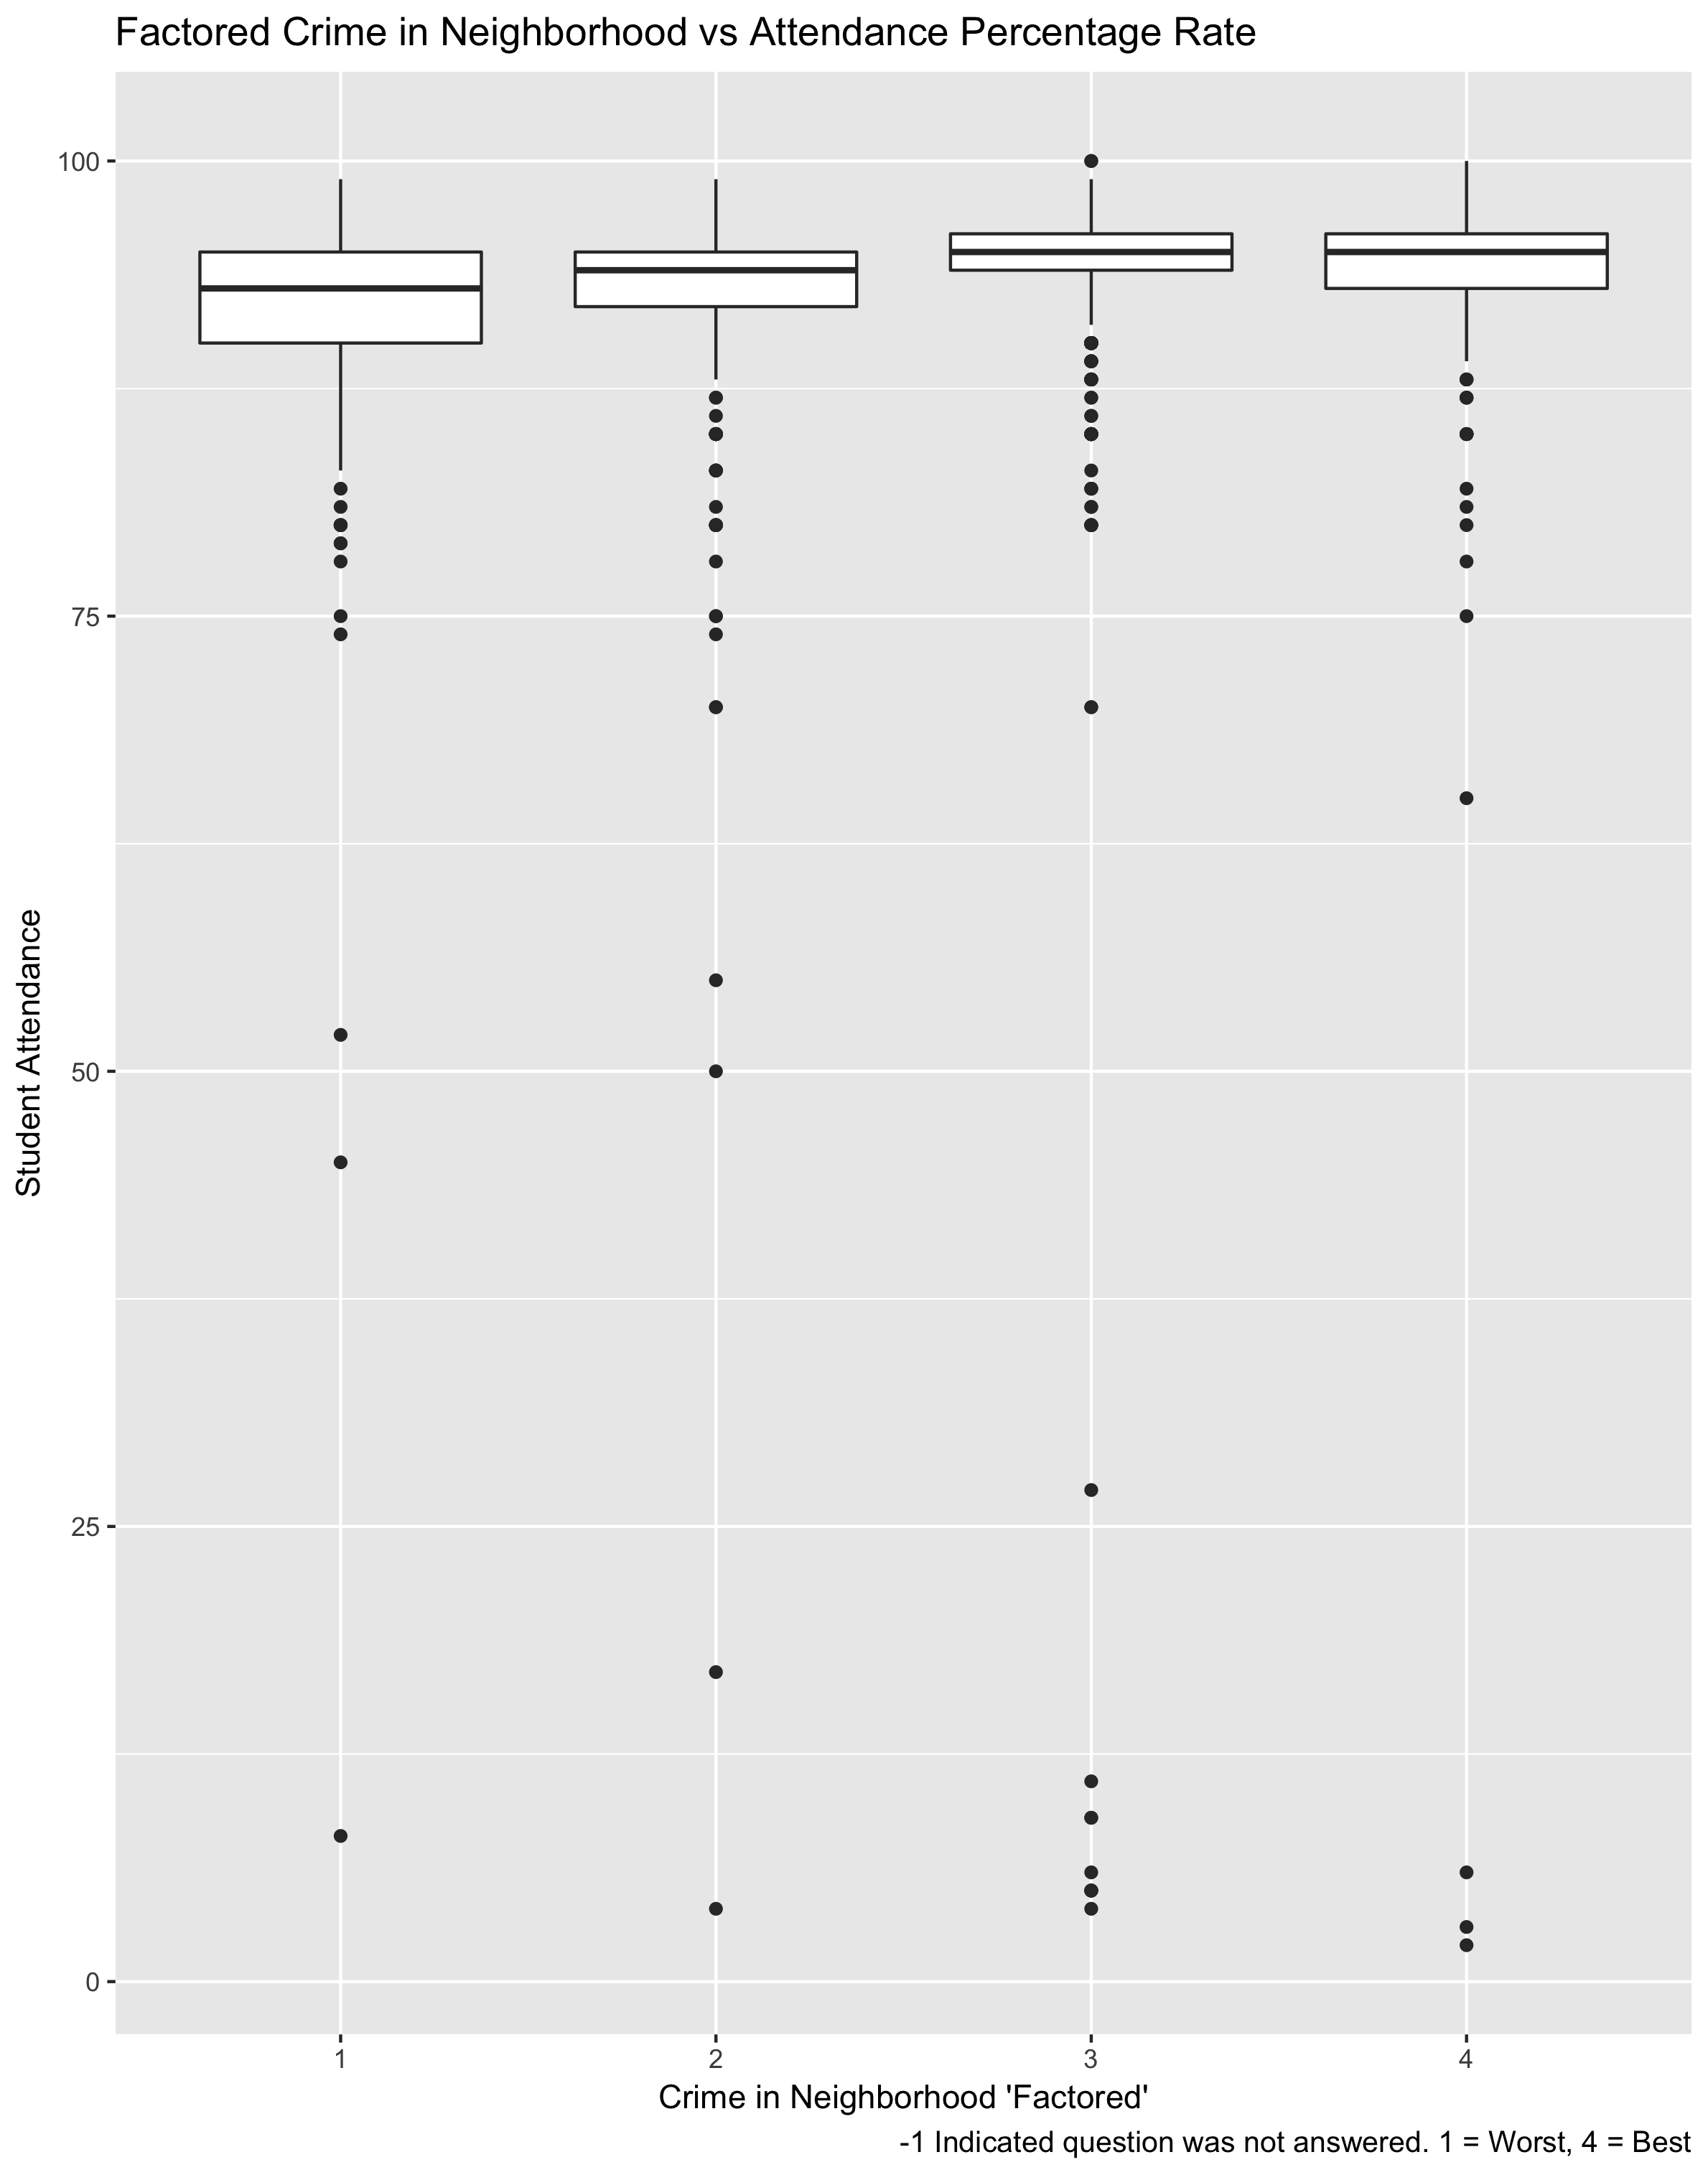 Factored Crime in Neighborhood vs Attendance Percentage Rate
100
75
50
25
0
Student Attendance
1 2 3 4
Crime in Neighborhood 'Factored'
-1 Indicated question was not answered. 1 = Worst, 4 = Best